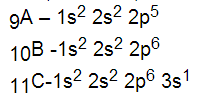 ₉A – 1s² 2s² 2p⁵
₁₀B -1s² 2s² 2p⁶
₁₁C-1s² 2s² 2p⁶ 3s¹